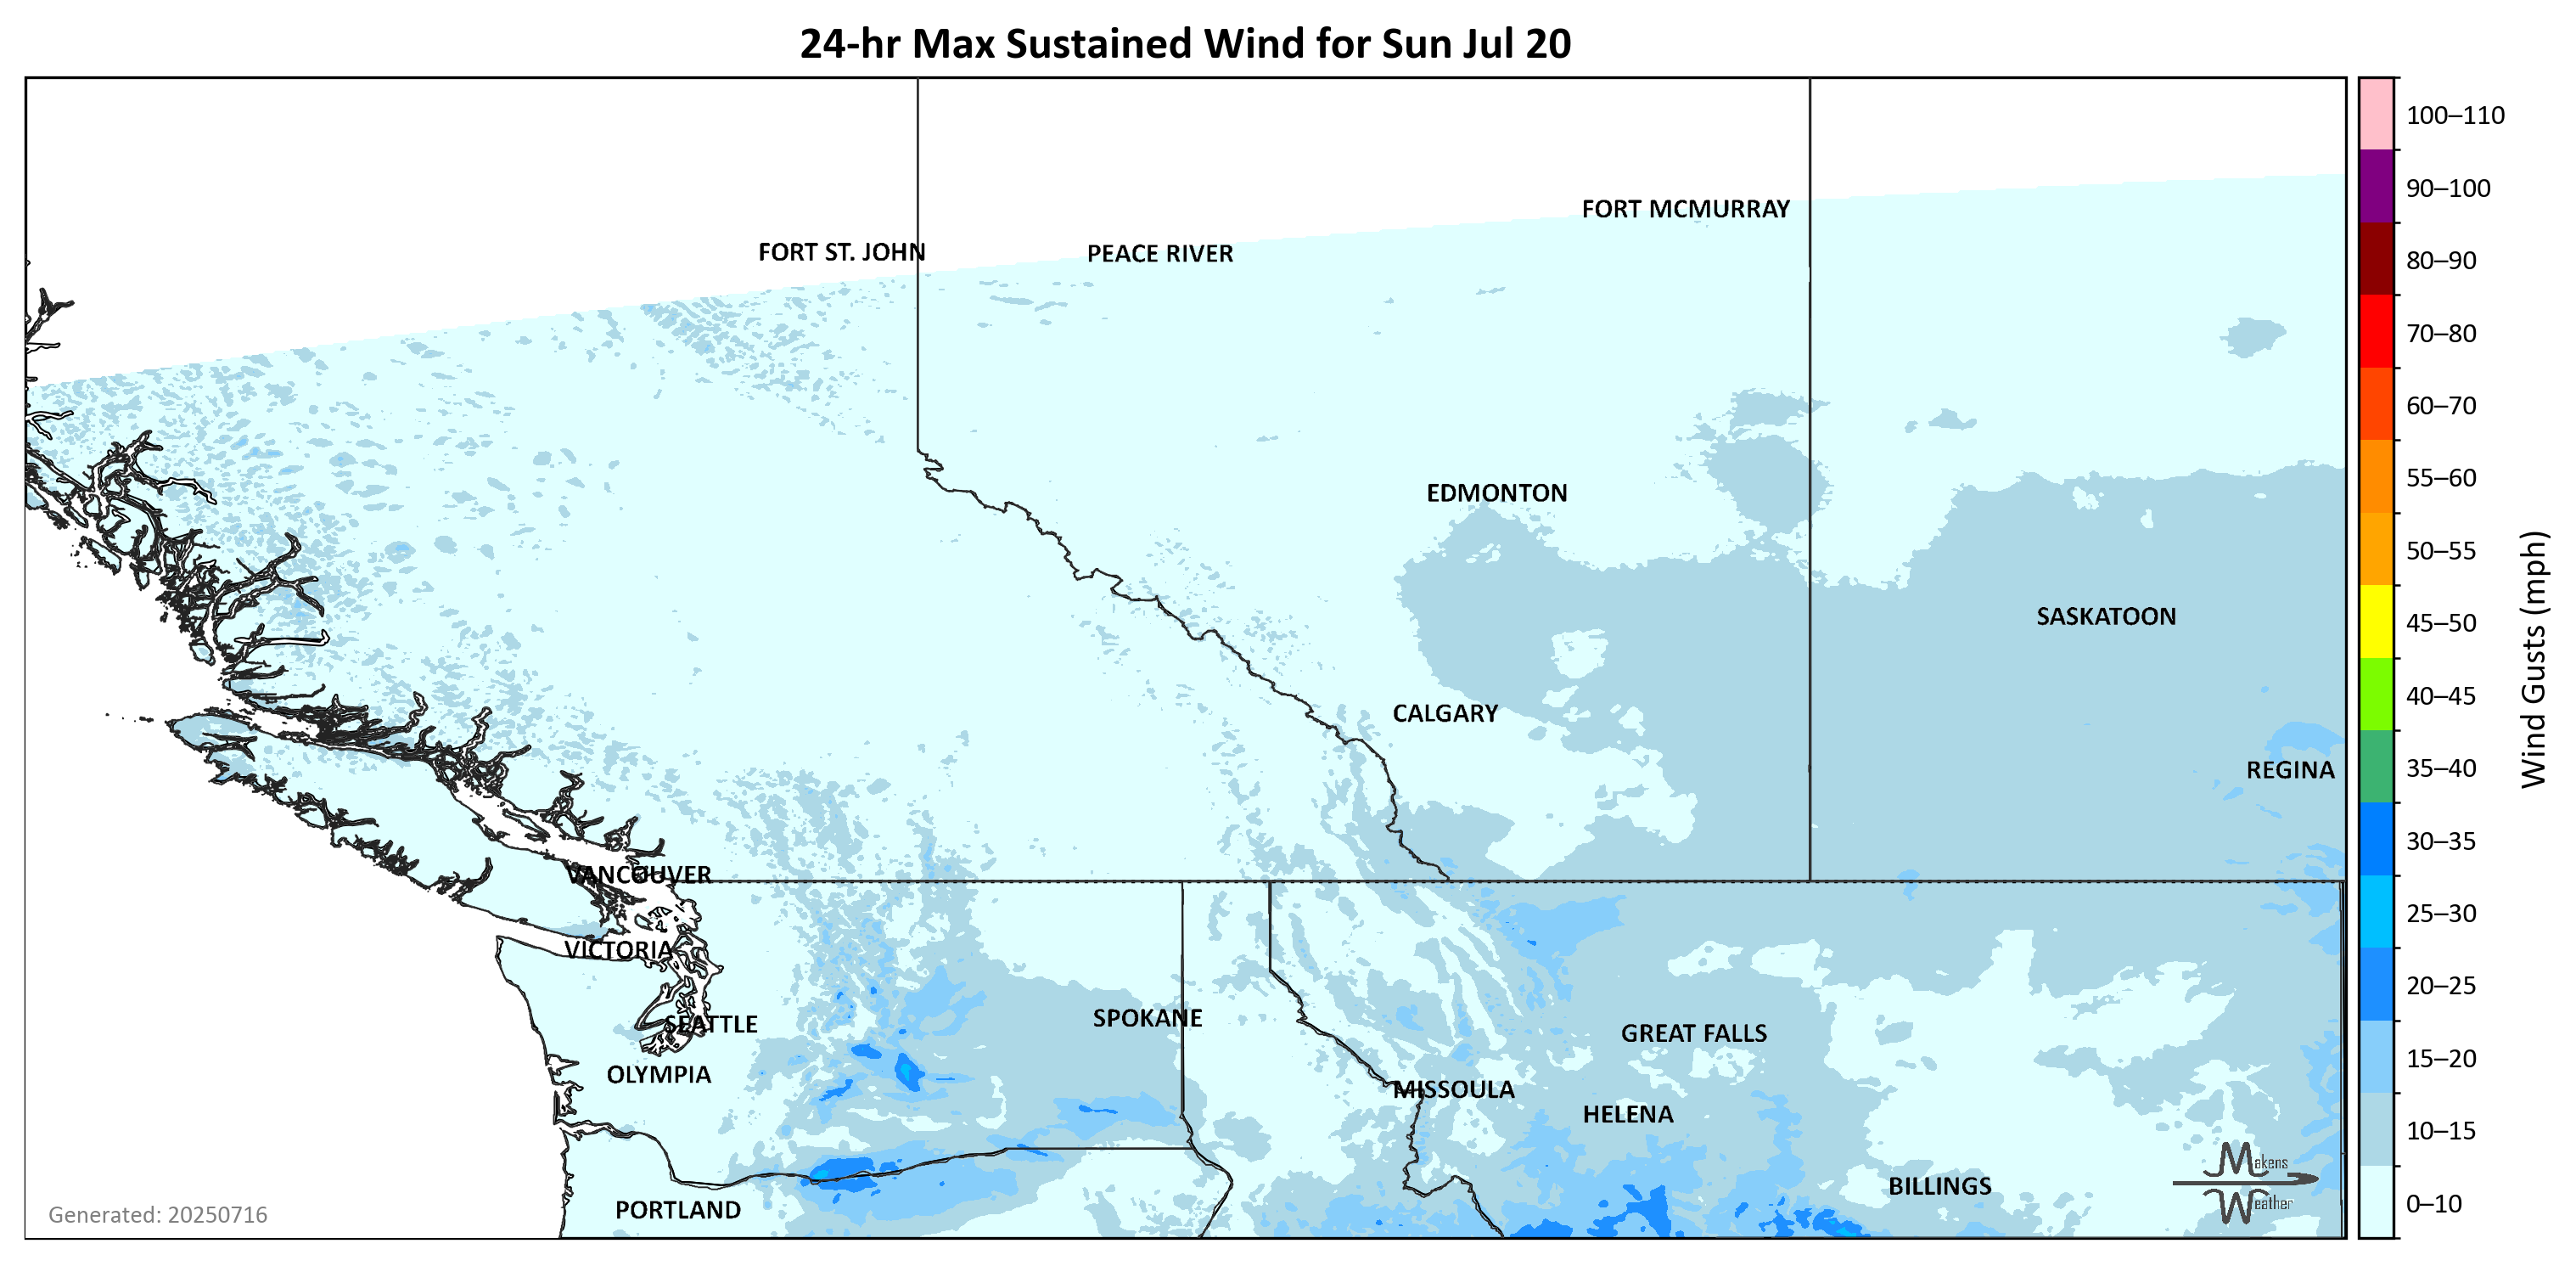 24-hr Max Sustained Wind for Sun Jul 20
100–110
90–100
80–90
70–80
60–70
55–60
50–55
45–50
40–45
35–40
30–35
25–30
20–25
15–20
10–15
0–10
Wind Gusts (mph)
FORT MCMURRAY
FORT ST. JOHN
PEACE RIVER
EDMONTON
SASKATOON
CALGARY
REGINA
VANCOUVER
VICTORIA
SEATTLE
SPOKANE
GREAT FALLS
OLYMPIA
MISSOULA
HELENA
BILLINGS
PORTLAND
Makens
Weather
Generated: 20250716